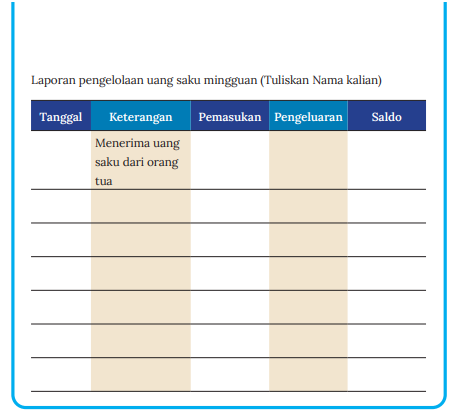 Laporan pengelolaan uang saku mingguan (Tuliskan Nama kalian)
Tanggal Keterangan Pemasukan Pengeluaran Saldo
Menerima uang
saku dari orang
tua